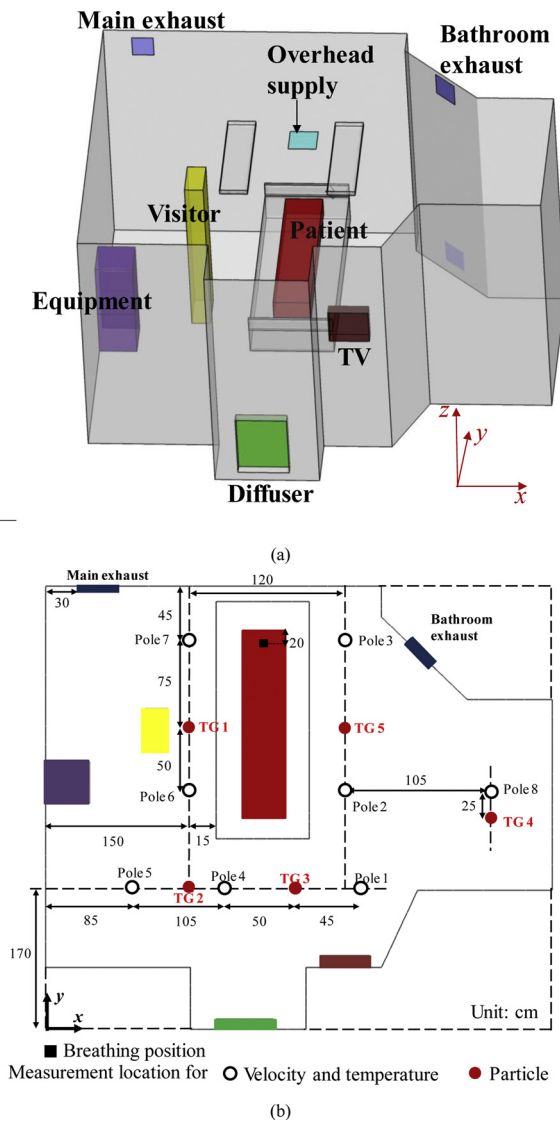 Main exhaust
Overhead
supply
Bathroom
exhaust
Visitor
Patient
Equipment
TV
Diffuser
z
y
x
(a)
Main exhaust
30
120
45
Pole 7
20
Pole 3
Bathroom
exhaust
75
TG 1
TG 5
50
105
Pole 6
Pole 2
Pole 8
25
TG 4
150
15
Pole 5
Pole 4
TG 3
Pole 1
TG 2
85
105
50
45
170
y
x
Unit: cm
Breathing position
Measurement location for Velocity and temperature Particle
(b)